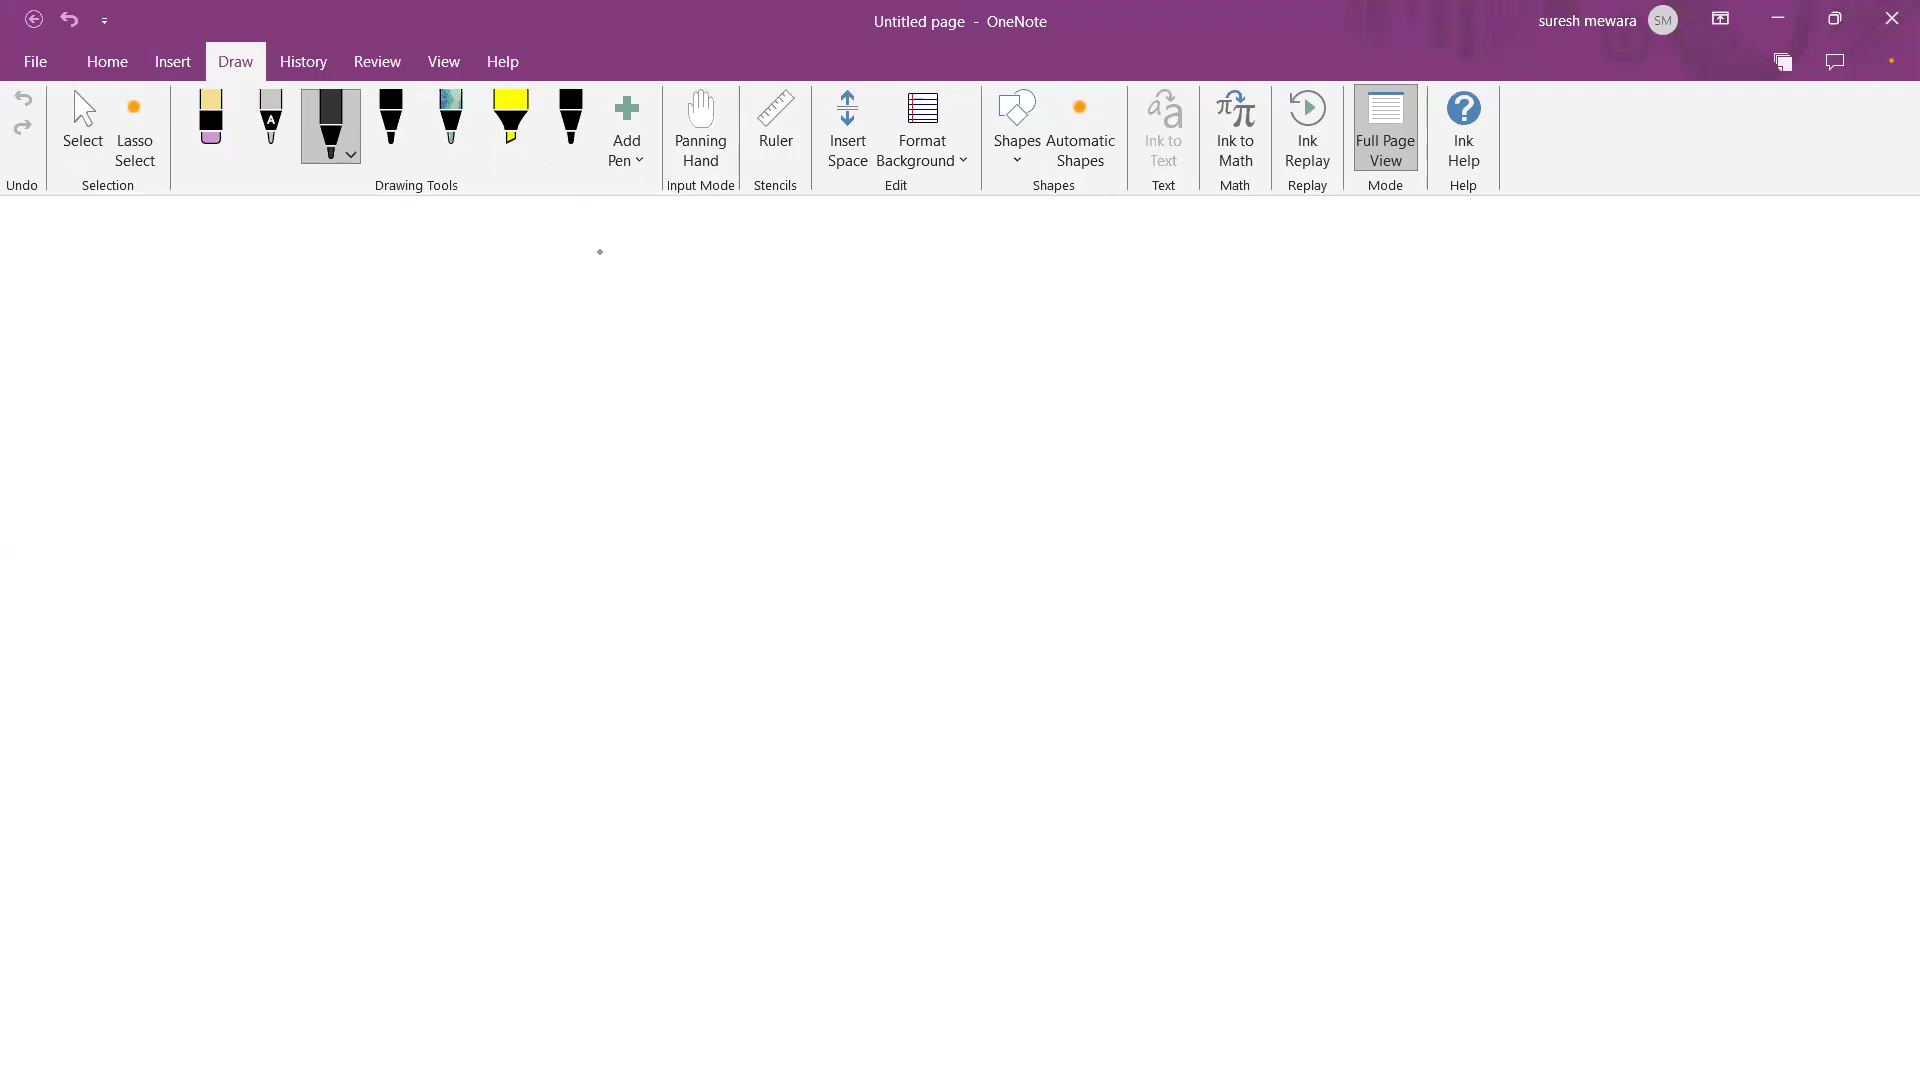 Untitled page - OneNote
suresh mewara SM
File Home Insert Draw History Review View Help
Select Lasso Select A Add Pen Panning Hand Ruler Insert Space Format Background Shapes Automatic Shapes Ink to Text Ink to Math Ink Replay Full Page View Ink Help
Undo Selection Drawing Tools Input Mode Stencils Edit Shapes Text Math Replay Mode Help